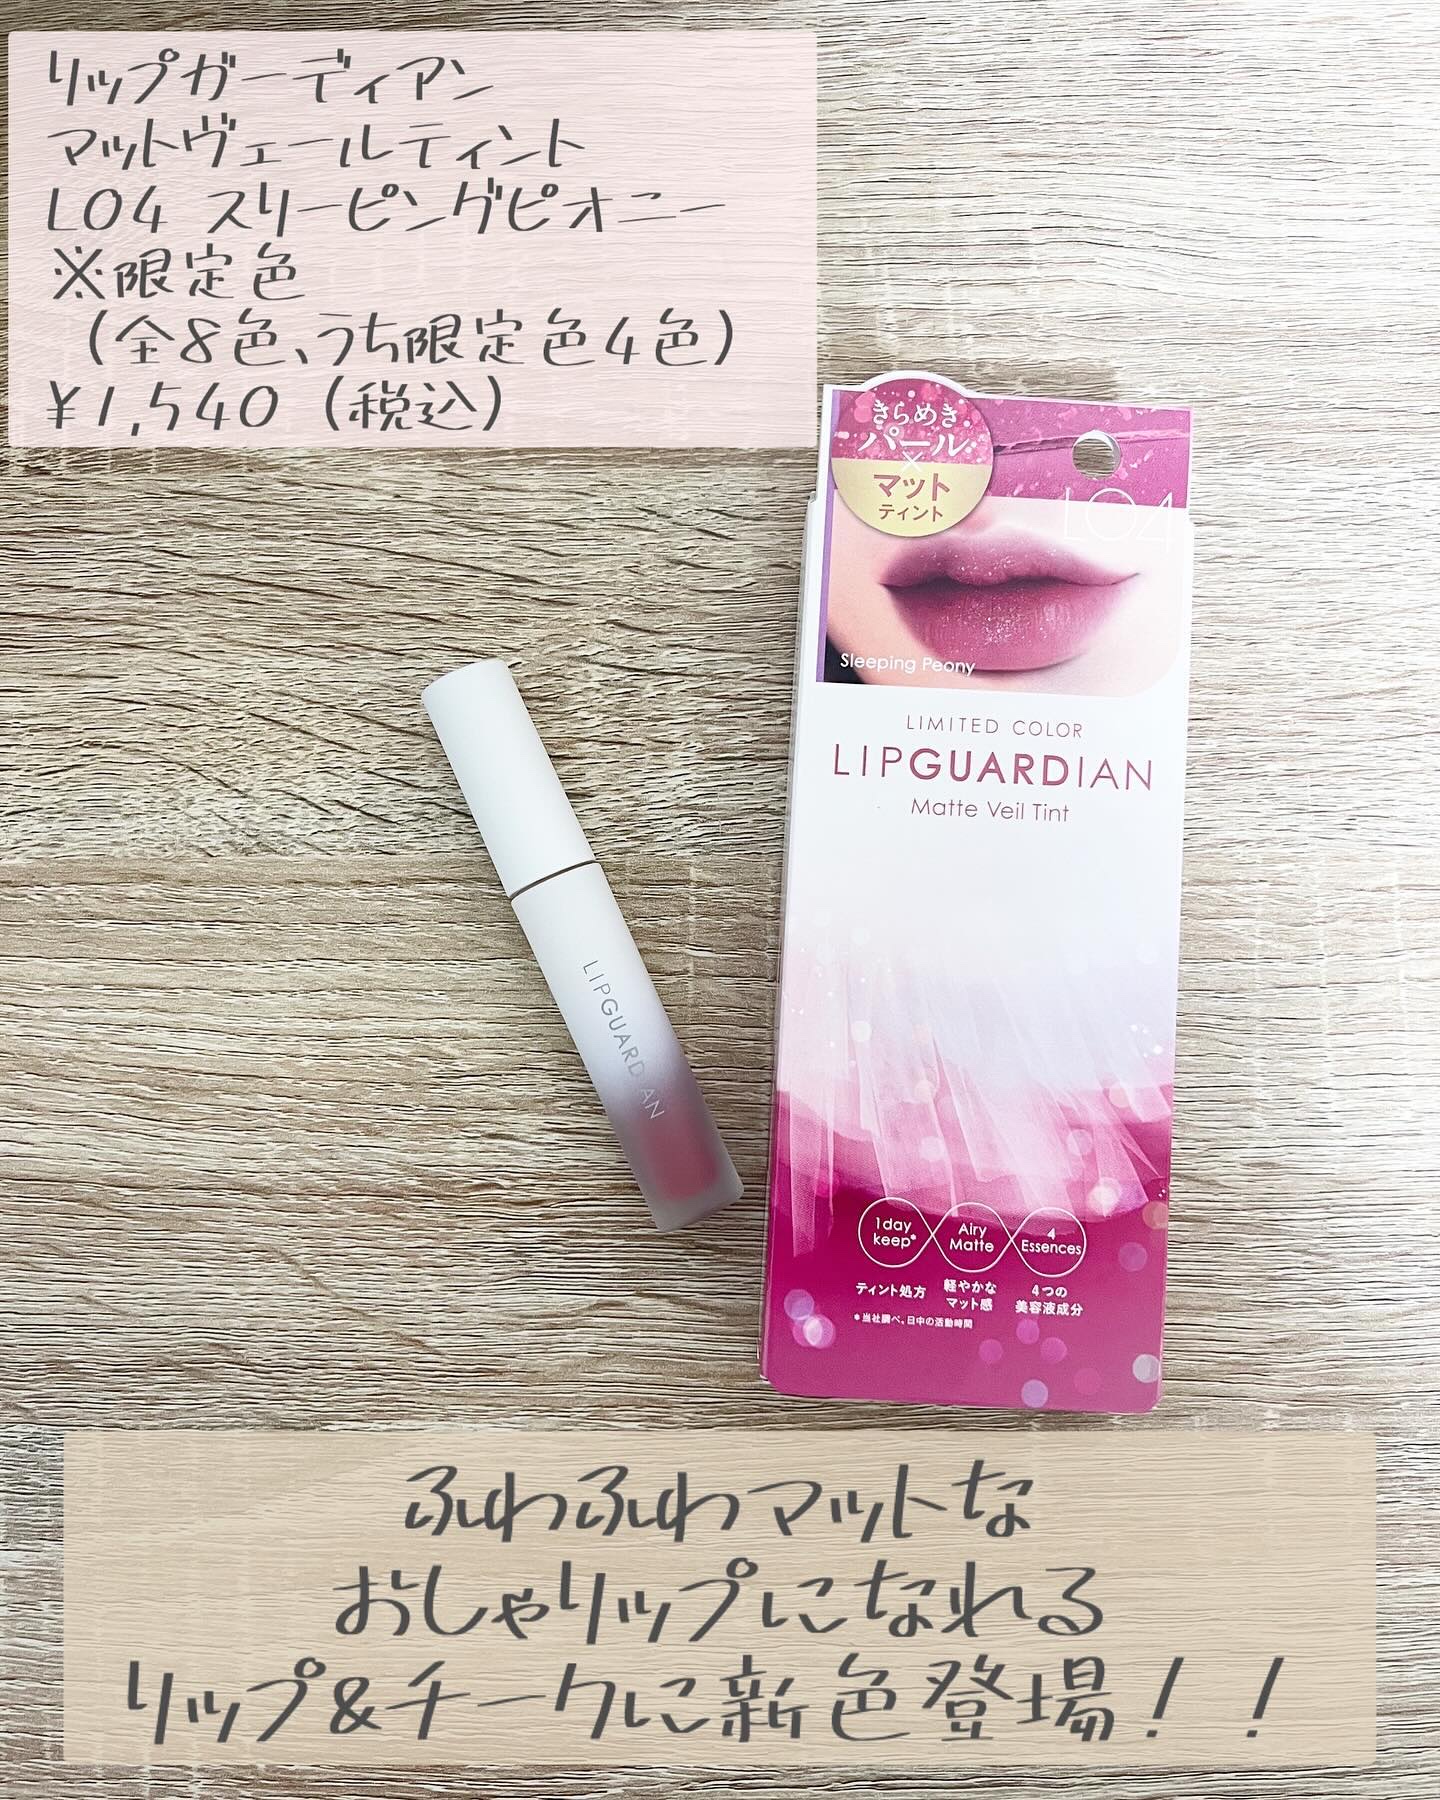 リップガーディアン
マットヴェールティント
L04 スリーピングピオニー
※限定色
（全8色、うち限定色4色）
¥1,540（税込）
きらめき
パール
×
マット
ティント
L04
Sleeping Peony
LIMITED COLOR
LIPGUARDIAN
Matte Veil Tint
LIPGUARDIAN
1day
keep*
Airy
Matte
4
Essences
ティント処方
軽やかな
マット感
4つの
美容液成分
*当社調べ、日中の活動時間
ふわふわマットな
おしゃリップになれる
リップ&チークに新色登場！！